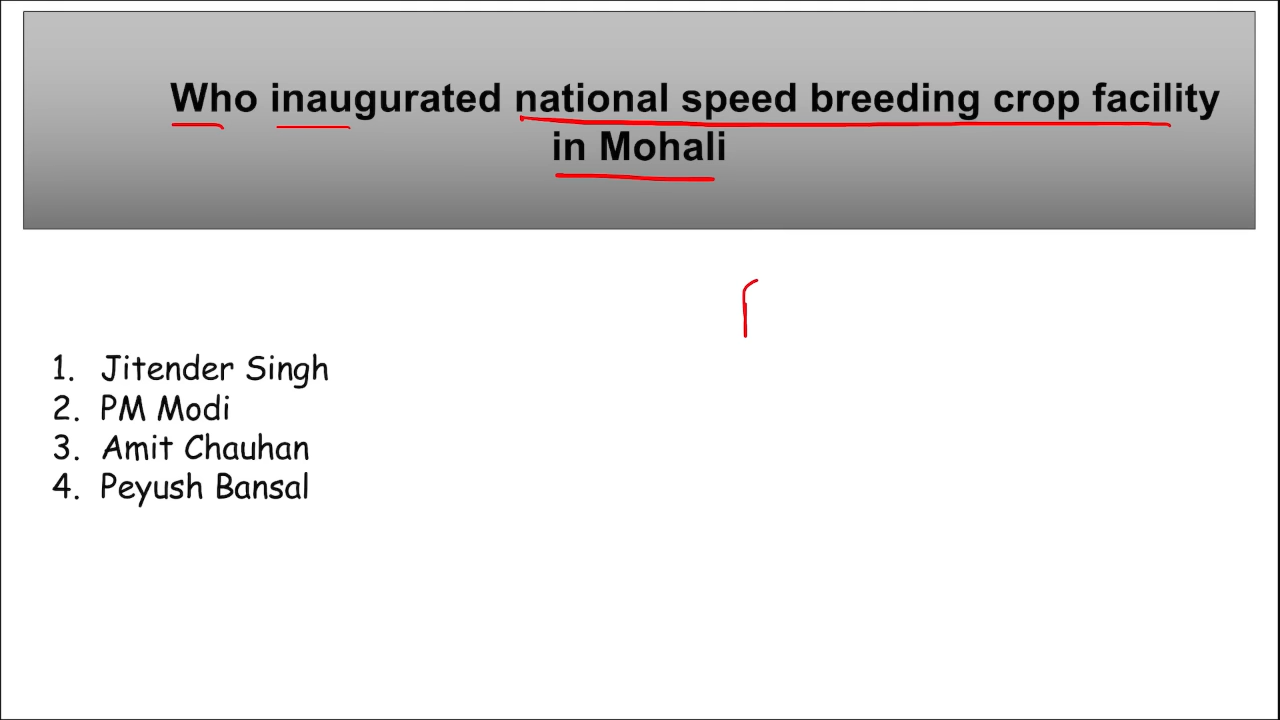 Who inaugurated national speed breeding crop facility
in Mohali
1. Jitender Singh
2. PM Modi
3. Amit Chauhan
4. Peyush Bansal